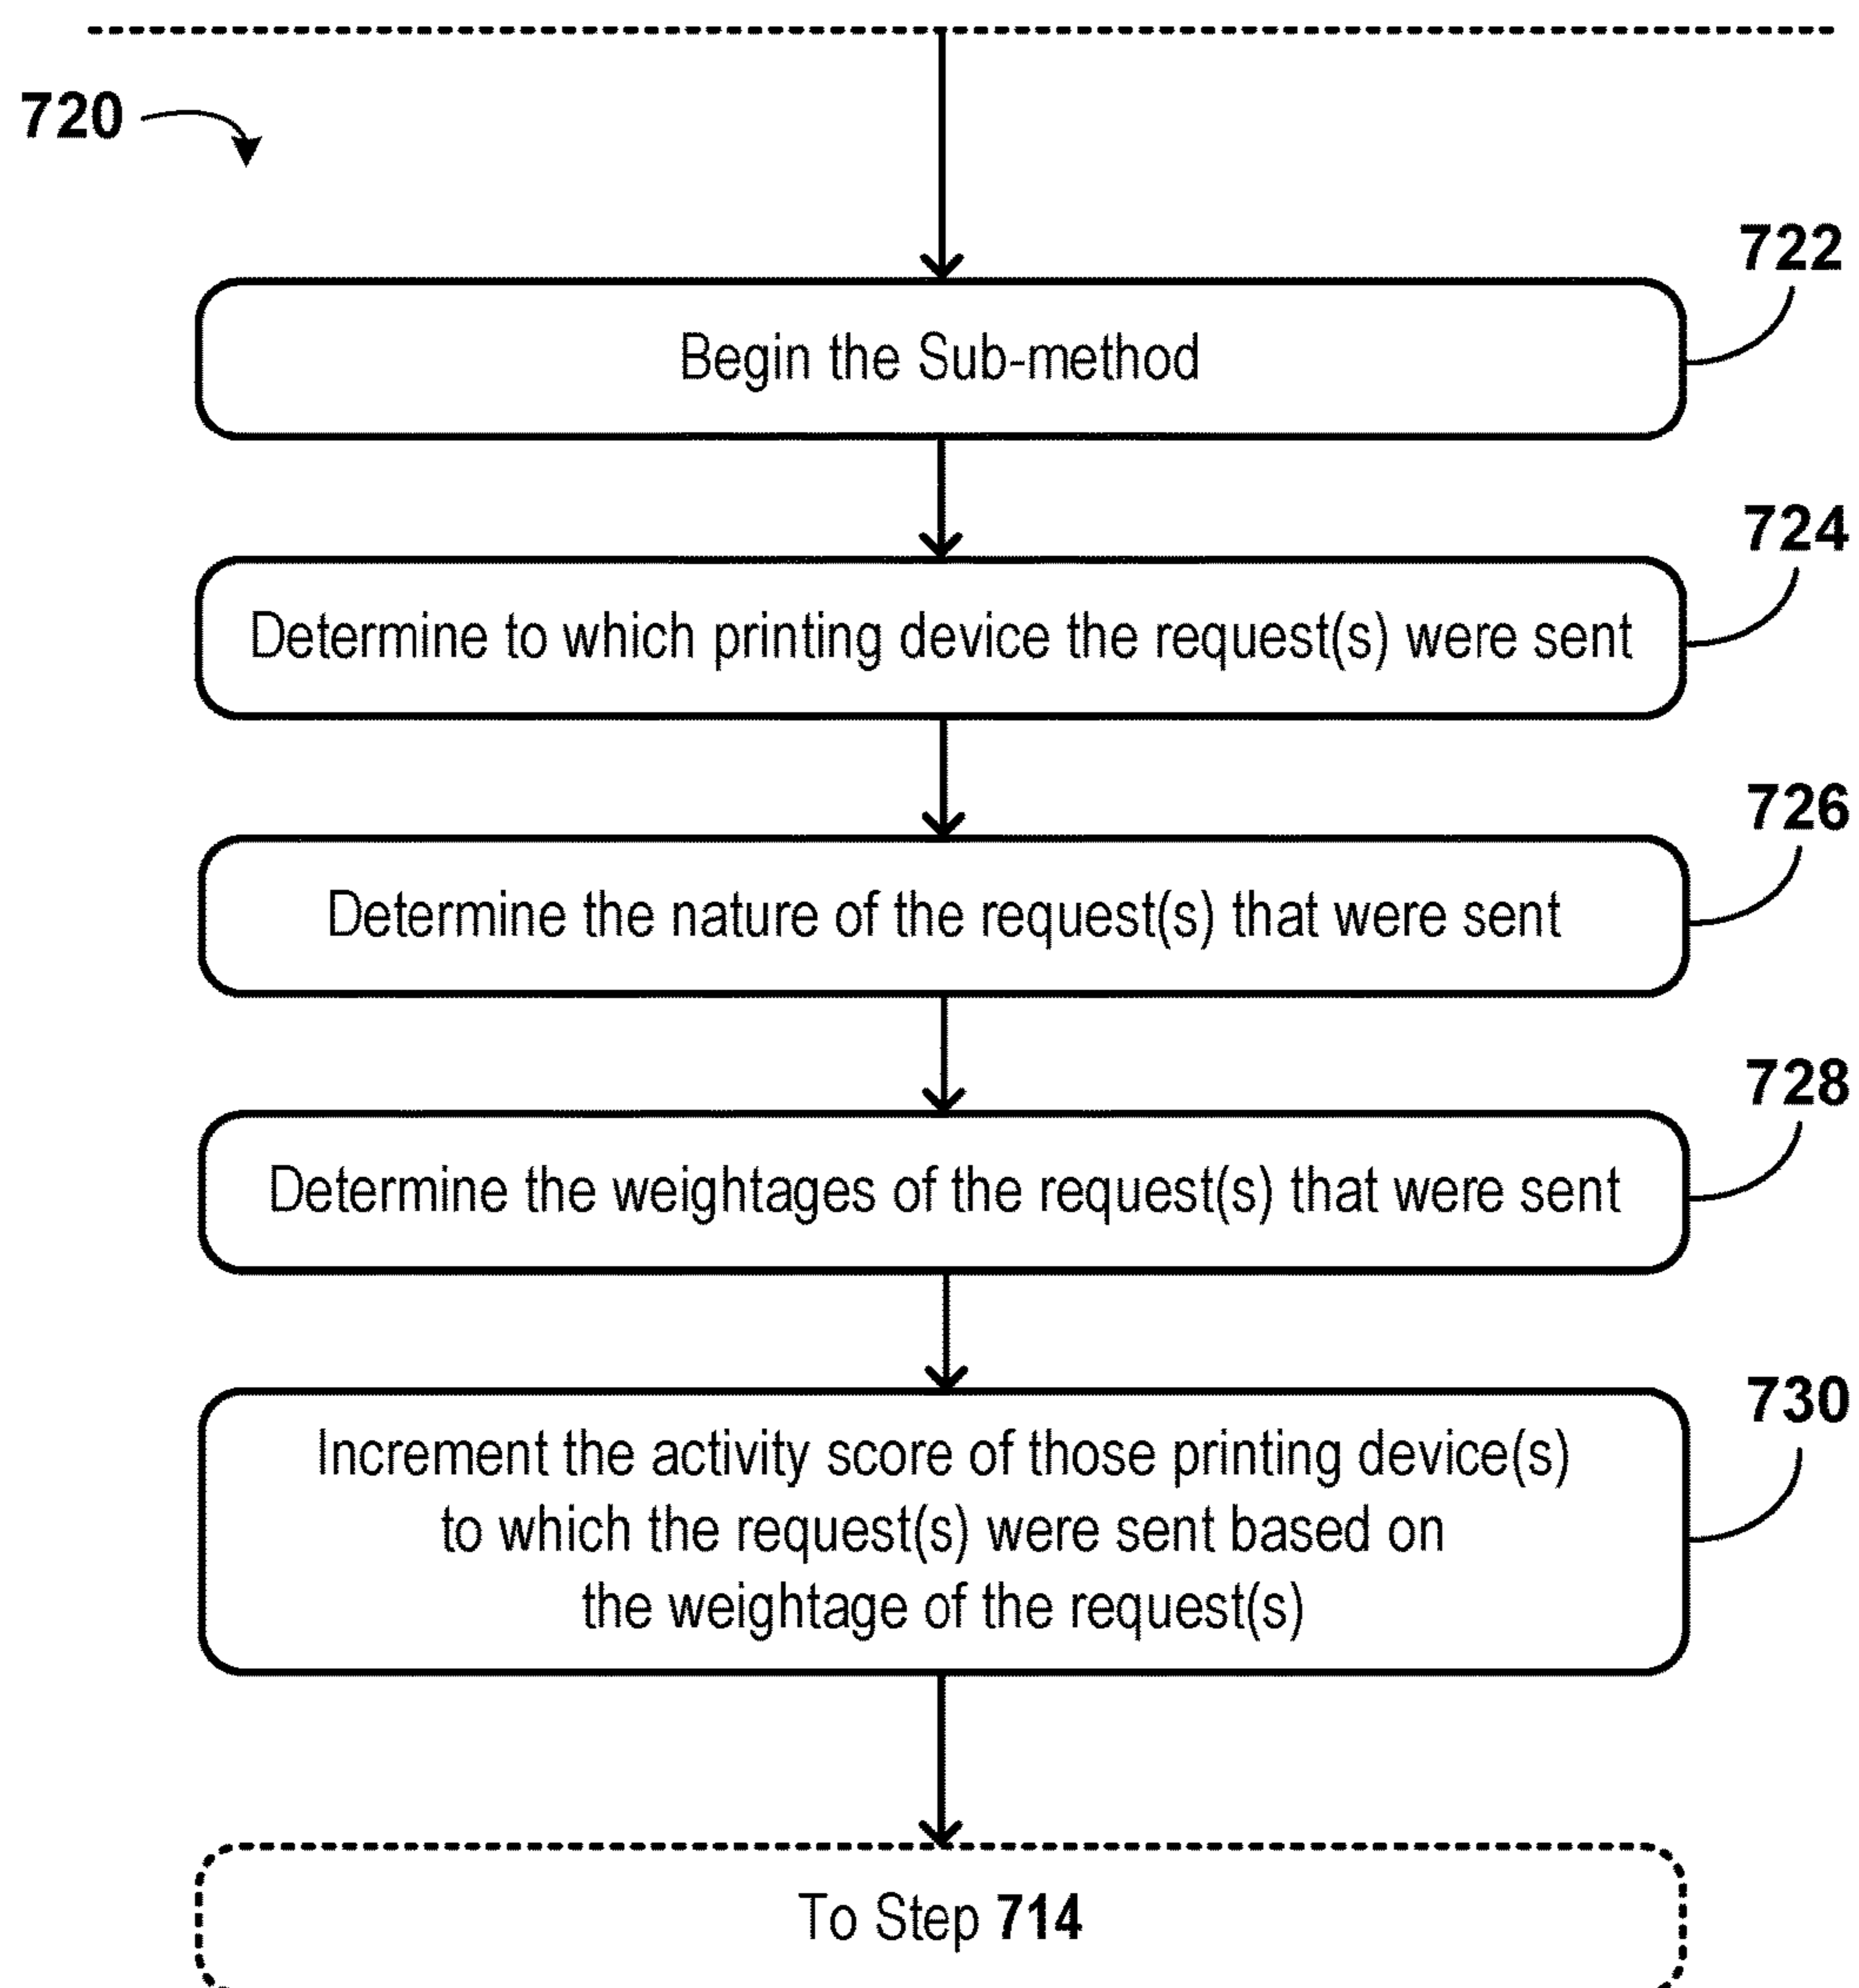 720
722
Begin the Sub-method
724
Determine to which printing device the request(s) were sent
726
Determine the nature of the request(s) that were sent
728
Determine the weightages of the request(s) that were sent
730
Increment the activity score of those printing device(s)
to which the request(s) were sent based on
the weightage of the request(s)
To Step 714